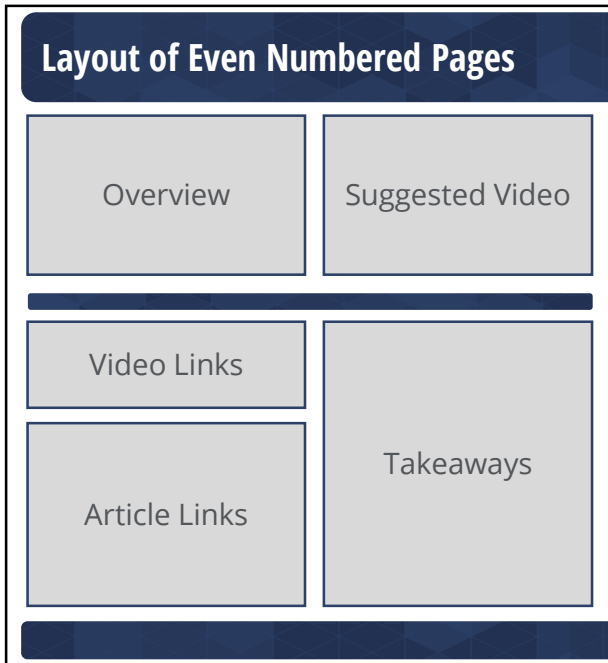 Layout of Even Numbered Pages
Overview
Suggested Video
Video Links
Article Links
Takeaways